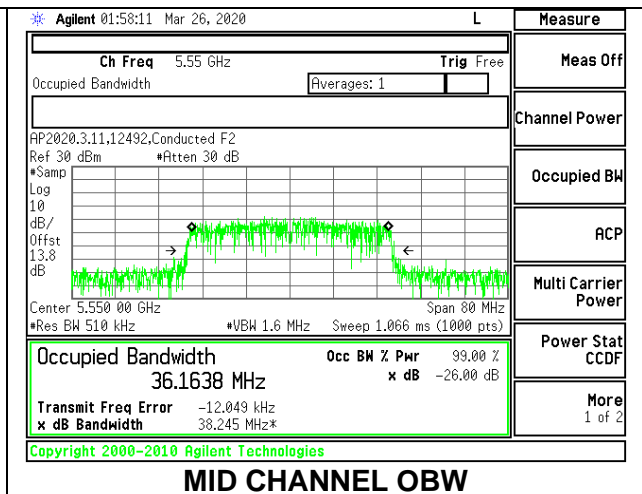 Agilent 01:58:11 Mar 26, 2020 L Measure
Ch Freq 5.55 GHz Trig Free
Occupied Bandwidth Averages: 1
Meas Off
Channel Power
Occupied BW
ACP
Multi Carrier
Power
Power Stat
CCDF
More
1 of 2
AP2020.3.11,12492,Conducted F2
Ref 30 dBm #Atten 30 dB
#Samp
Log
10
dB/
Offst
13.8
dB
Center 5.550 00 GHz Span 80 MHz
#Res BW 510 kHz #VBW 1.6 MHz Sweep 1.066 ms (1000 pts)
Occupied Bandwidth Occ BW % Pwr 99.00 %
36.1638 MHz x dB -26.00 dB
Transmit Freq Error -12.049 kHz
x dB Bandwidth 38.245 MHz*
Copyright 2000-2010 Agilent Technologies
MID CHANNEL OBW